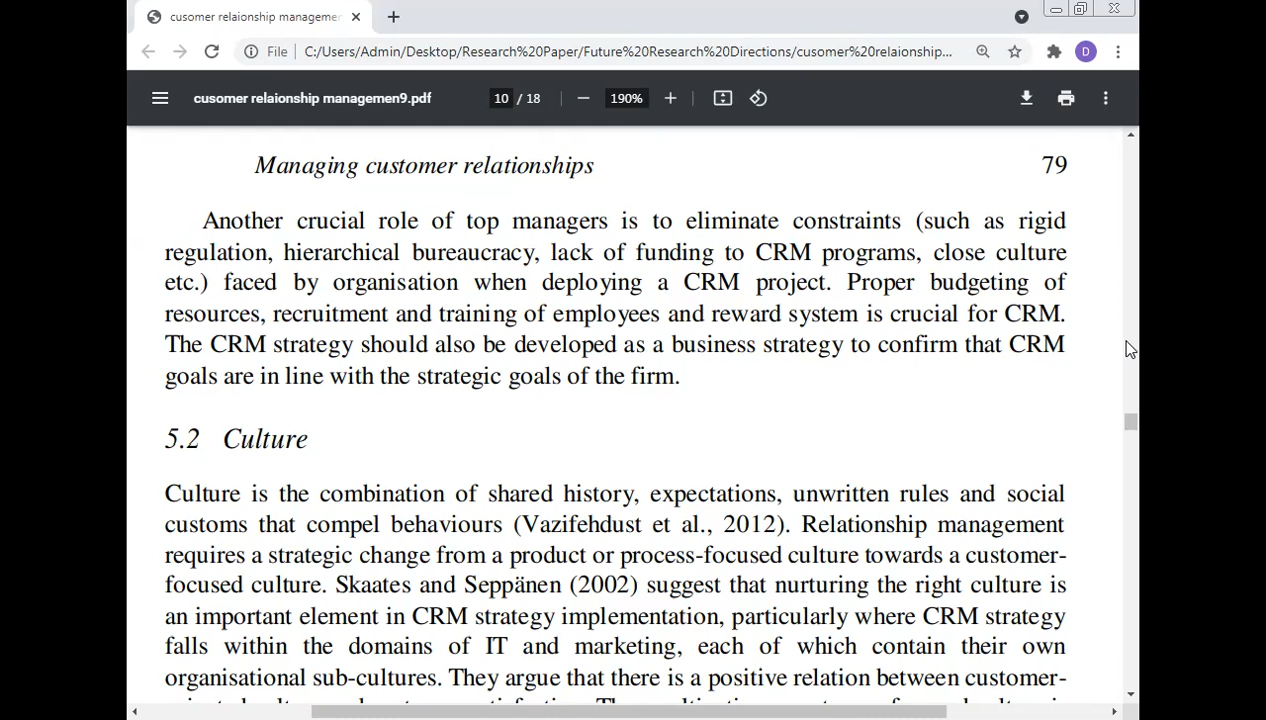 cusomer relaionship managemen
File C:/Users/Admin/Desktop/Research%20Paper/Future%20Research%20Directions/cusomer%20relaionship... D
cusomer relaionship managemen9.pdf 10 / 18 190%
Managing customer relationships 79
Another crucial role of top managers is to eliminate constraints (such as rigid
regulation, hierarchical bureaucracy, lack of funding to CRM programs, close culture
etc.) faced by organisation when deploying a CRM project. Proper budgeting of
resources, recruitment and training of employees and reward system is crucial for CRM.
The CRM strategy should also be developed as a business strategy to confirm that CRM
goals are in line with the strategic goals of the firm.
5.2 Culture
Culture is the combination of shared history, expectations, unwritten rules and social
customs that compel behaviours (Vazifehdust et al., 2012). Relationship management
requires a strategic change from a product or process-focused culture towards a customer-
focused culture. Skaates and Seppänen (2002) suggest that nurturing the right culture is
an important element in CRM strategy implementation, particularly where CRM strategy
falls within the domains of IT and marketing, each of which contain their own
organisational sub-cultures. They argue that there is a positive relation between customer-